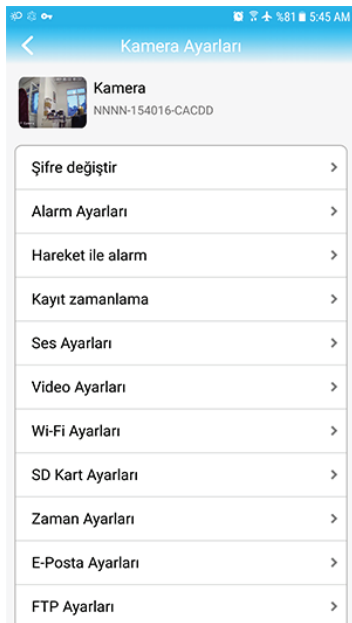 %81 5:45 AM
Kamera Ayarları
Kamera
NNNN-154016-CACDD
Şifre değiştir
Alarm Ayarları
Hareket ile alarm
Kayıt zamanlama
Ses Ayarları
Video Ayarları
Wi-Fi Ayarları
SD Kart Ayarları
Zaman Ayarları
E-Posta Ayarları
FTP Ayarları